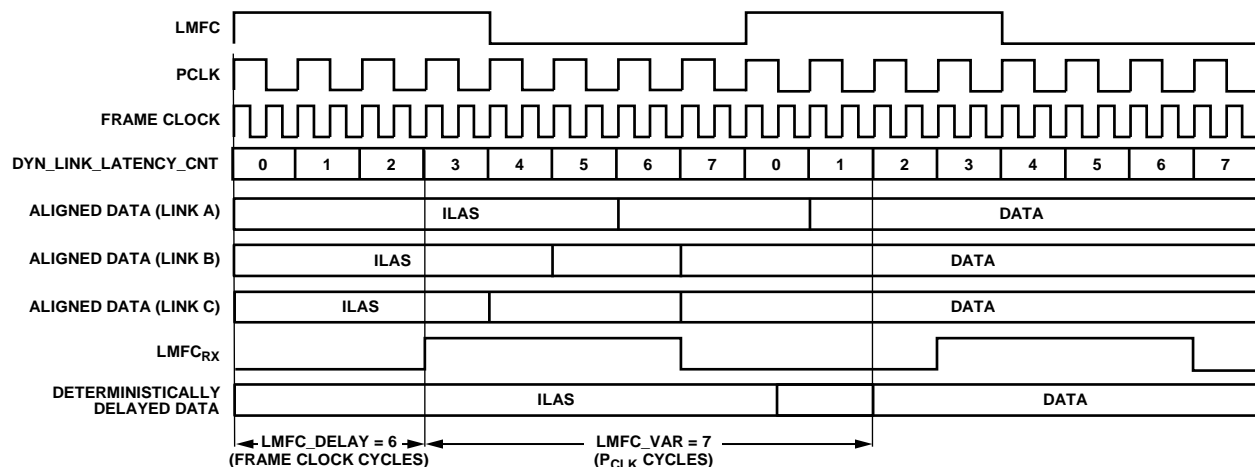 LMFC
PCLK
FRAME CLOCK
DYN_LINK_LATENCY_CNT 0 1 2 3 4 5 6 7 0 1 2 3 4 5 6 7
ALIGNED DATA (LINK A) ILAS DATA
ALIGNED DATA (LINK B) ILAS DATA
ALIGNED DATA (LINK C) ILAS DATA
LMFCRX
DETERMINISTICALLY
DELAYED DATA ILAS DATA
LMFC_DELAY = 6
(FRAME CLOCK CYCLES)
LMFC_VAR = 7
(PCLK CYCLES)